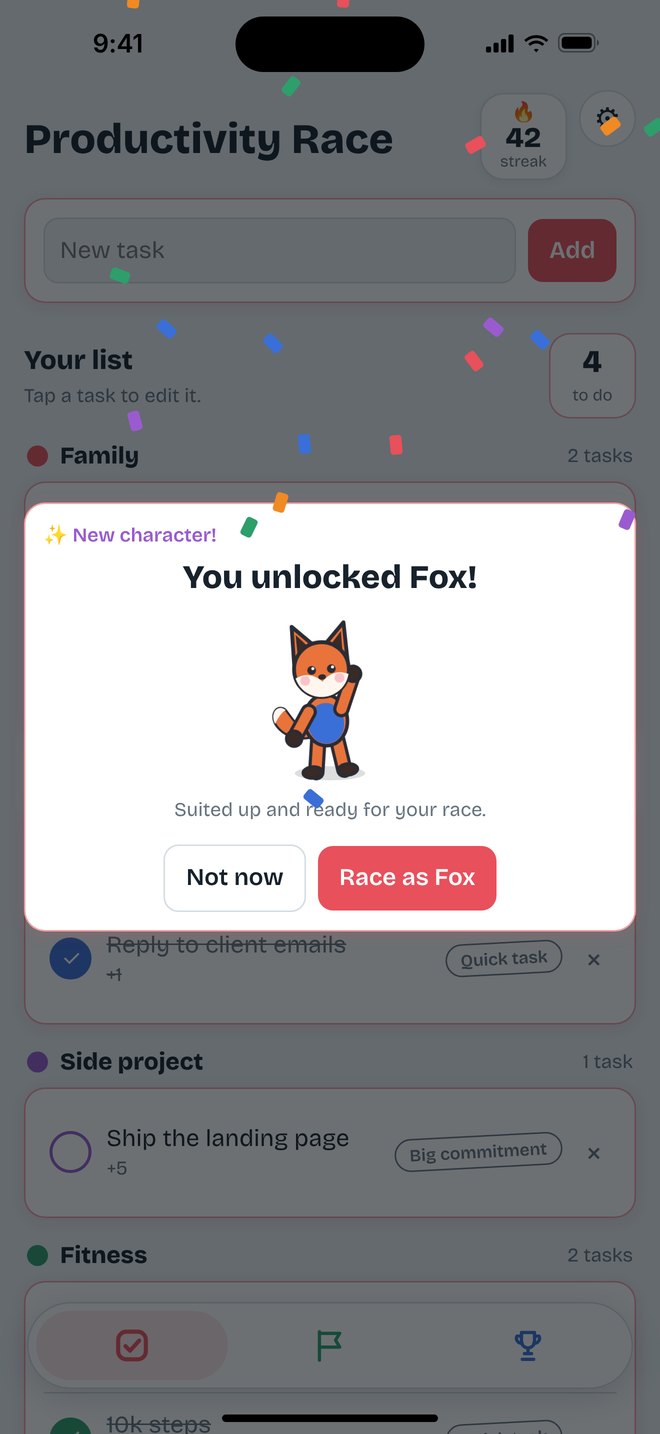 9:41
Productivity Race
42
streak
New task
Add
Your list
Tap a task to edit it.
4
to do
Family
2 tasks
✨ New character!
You unlocked Fox!
Suited up and ready for your race.
Not now
Race as Fox
Reply to client emails
+1
Quick task
Side project
1 task
Ship the landing page
+5
Big commitment
Fitness
2 tasks
10k steps